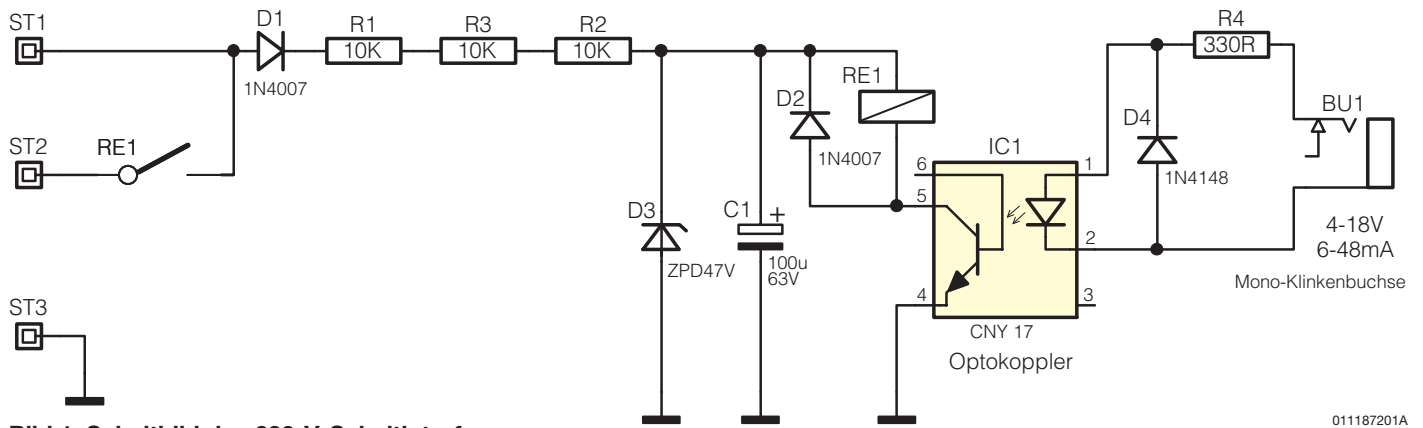 ST1
D1
R1
R3
R2
10K
10K
10K
1N4007
R4
330R
RE1
D2
BU1
D4
ST2
RE1
1N4007
IC1
6
1
1N4148
5
D3
C1
+
2
4-18V
6-48mA
ZPD47V
100u
63V
Mono-Klinkenbuchse
4
3
ST3
CNY 17
Optokoppler
011187201A